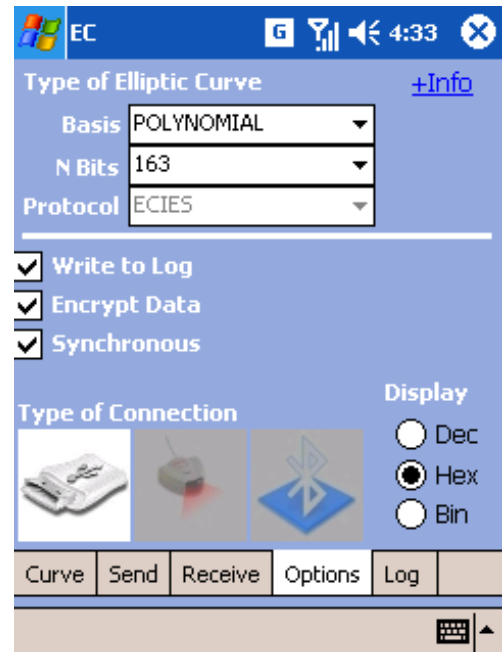 EC G 4:33
Type of Elliptic Curve +Info
Basis POLYNOMIAL
N Bits 163
Protocol ECIES
Write to Log
Encrypt Data
Synchronous
Type of Connection
Display
Dec
Hex
Bin
Curve Send Receive Options Log